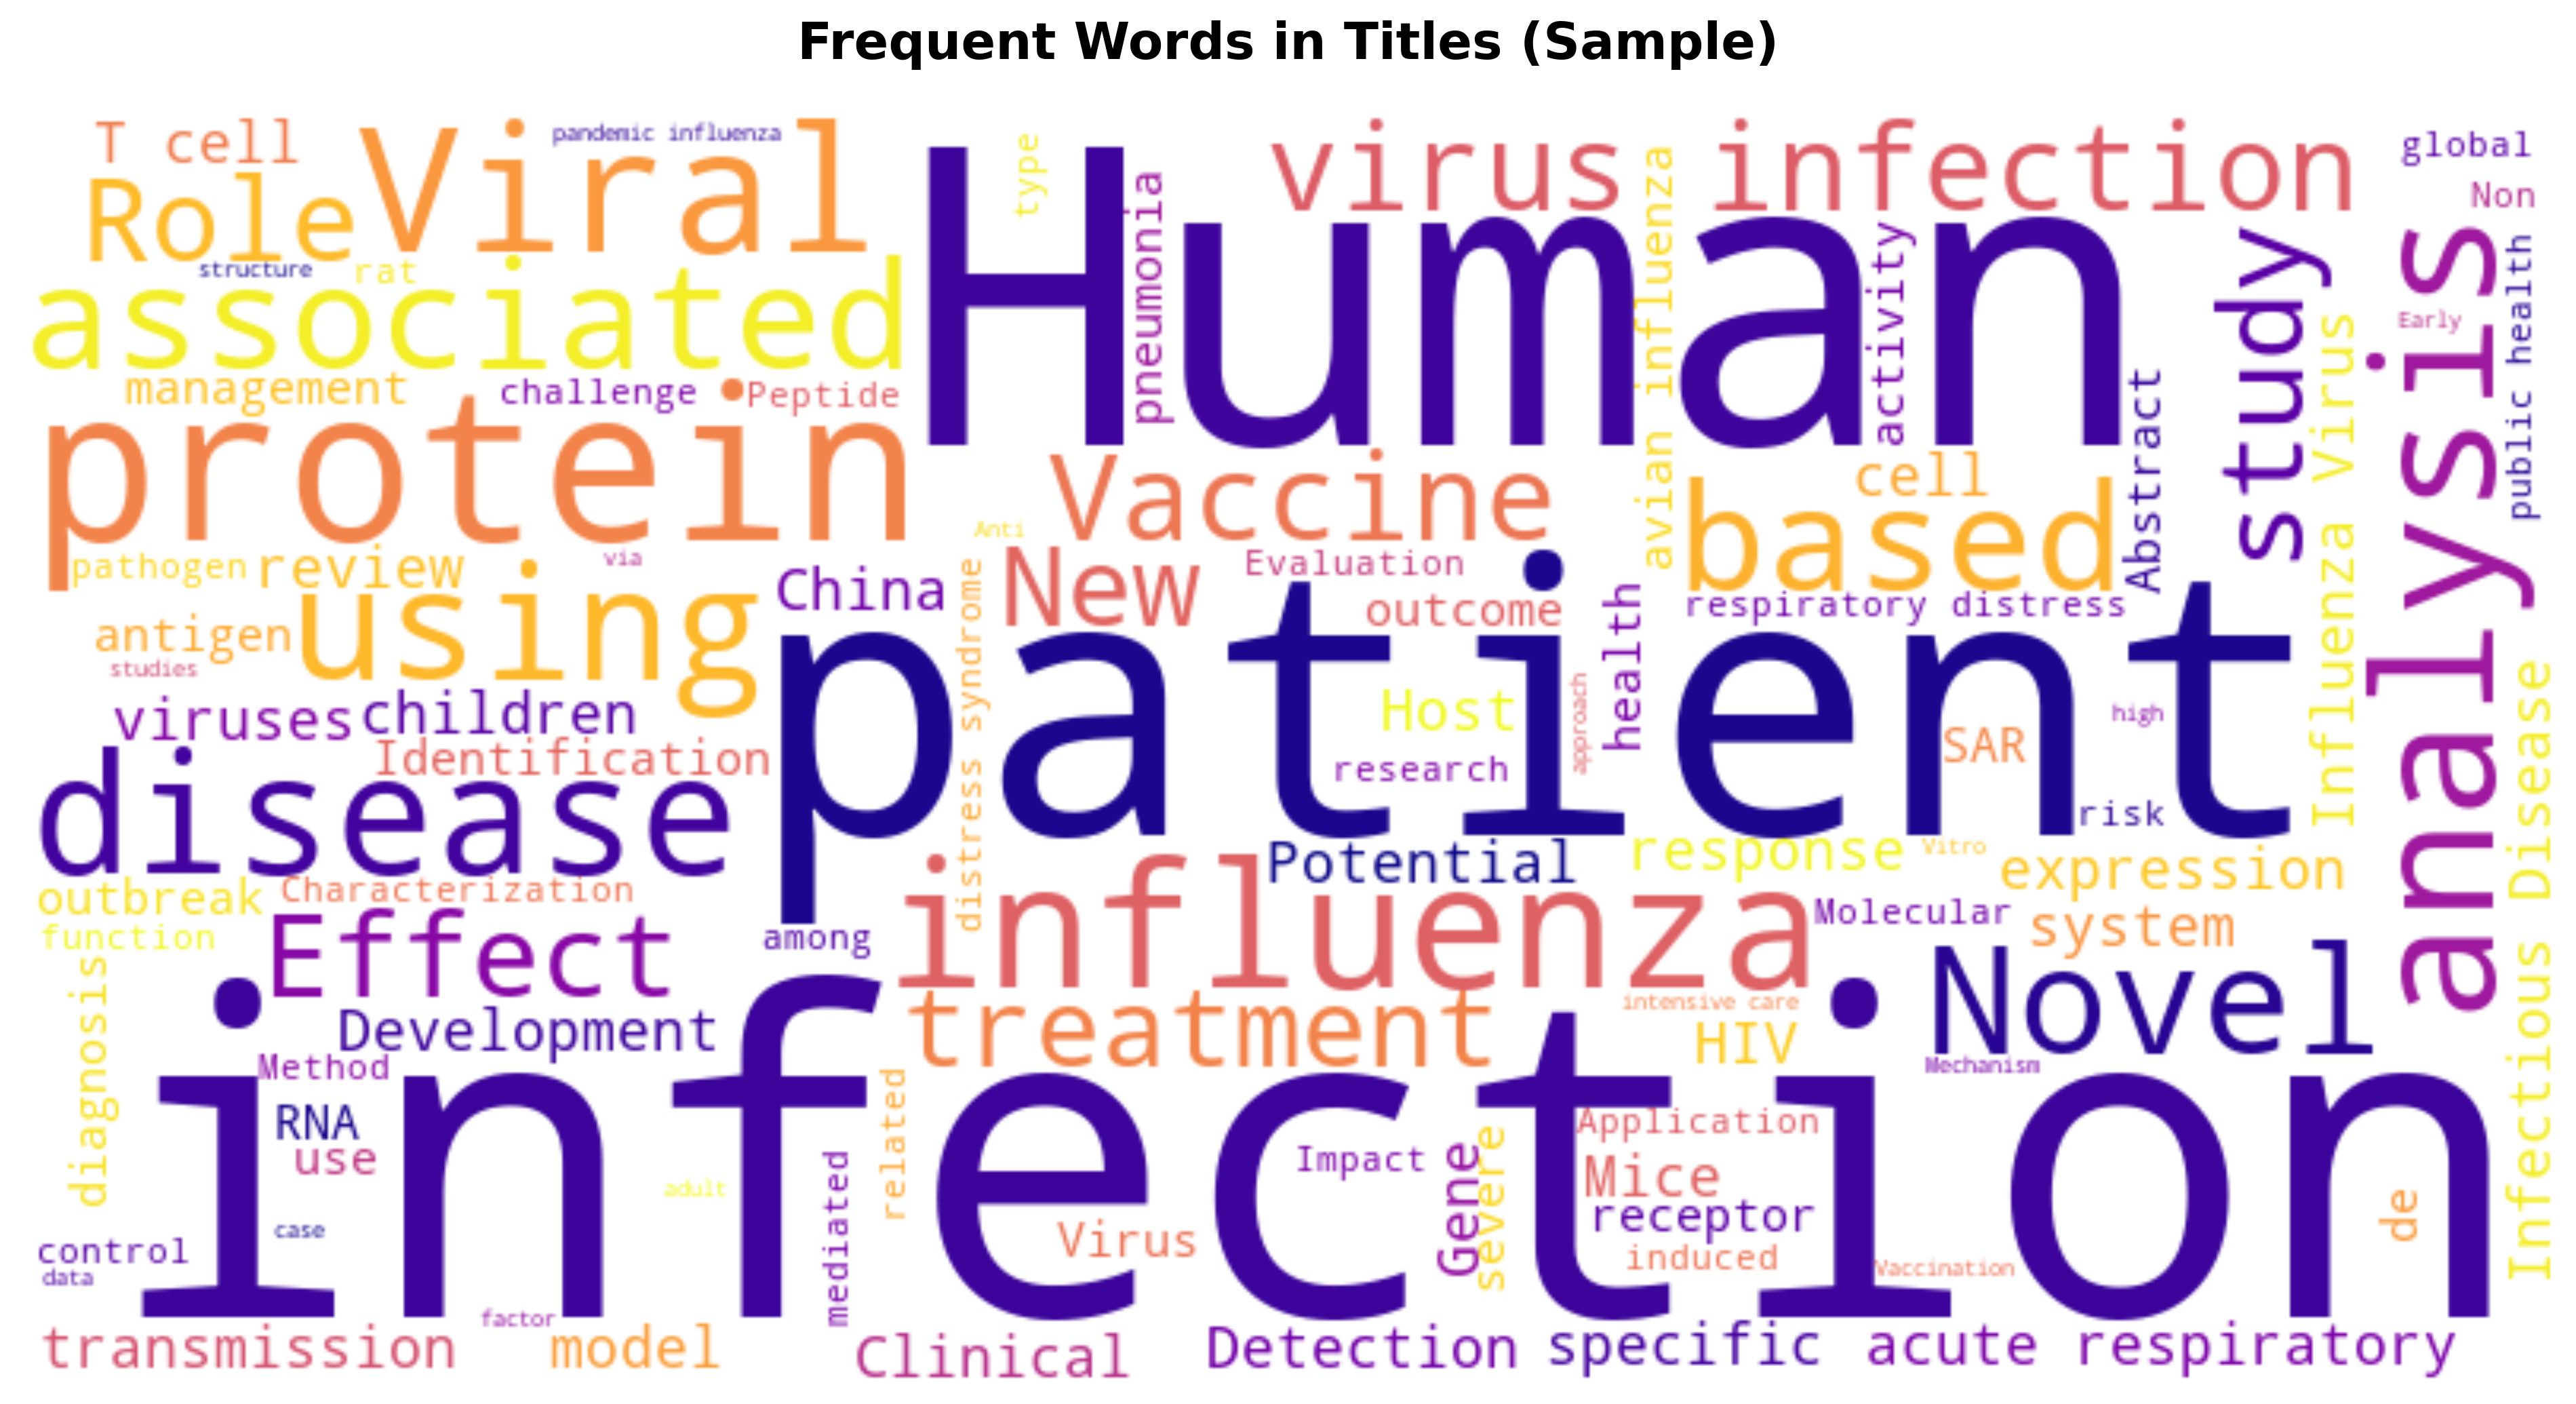 Frequent Words in Titles (Sample)
T cell
Viral
pandemic influenza
Human
type
pneumonia
virus infection
avian influenza
global
Non
Role
structure
rat
associated
activity
study
analysis
Early
public health
management
challenge
Peptide
protein
Abstract
Influenza Virus
Vaccine
cell
based
Anti
pathogen
review
via
using
China
New
Evaluation
outcome
respiratory distress
antigen
studies
distress syndrome
patient
health
viruses
children
Identification
Host
approach
research
SAR
high
risk
Infectious Disease
disease
Potential
response
Vitro
expression
outbreak
Characterization
function
Effect
among
influenza
Molecular
system
Novel
diagnosis
Development
treatment
intensive care
HIV
Mechanism
Method
infection
RNA
use
related
adult
mediated
case
control
data
Impact
Virus
Gene
severe
Application
Mice
receptor
induced
Vaccination
de
factor
transmission
model
Clinical
Detection
specific
acute respiratory